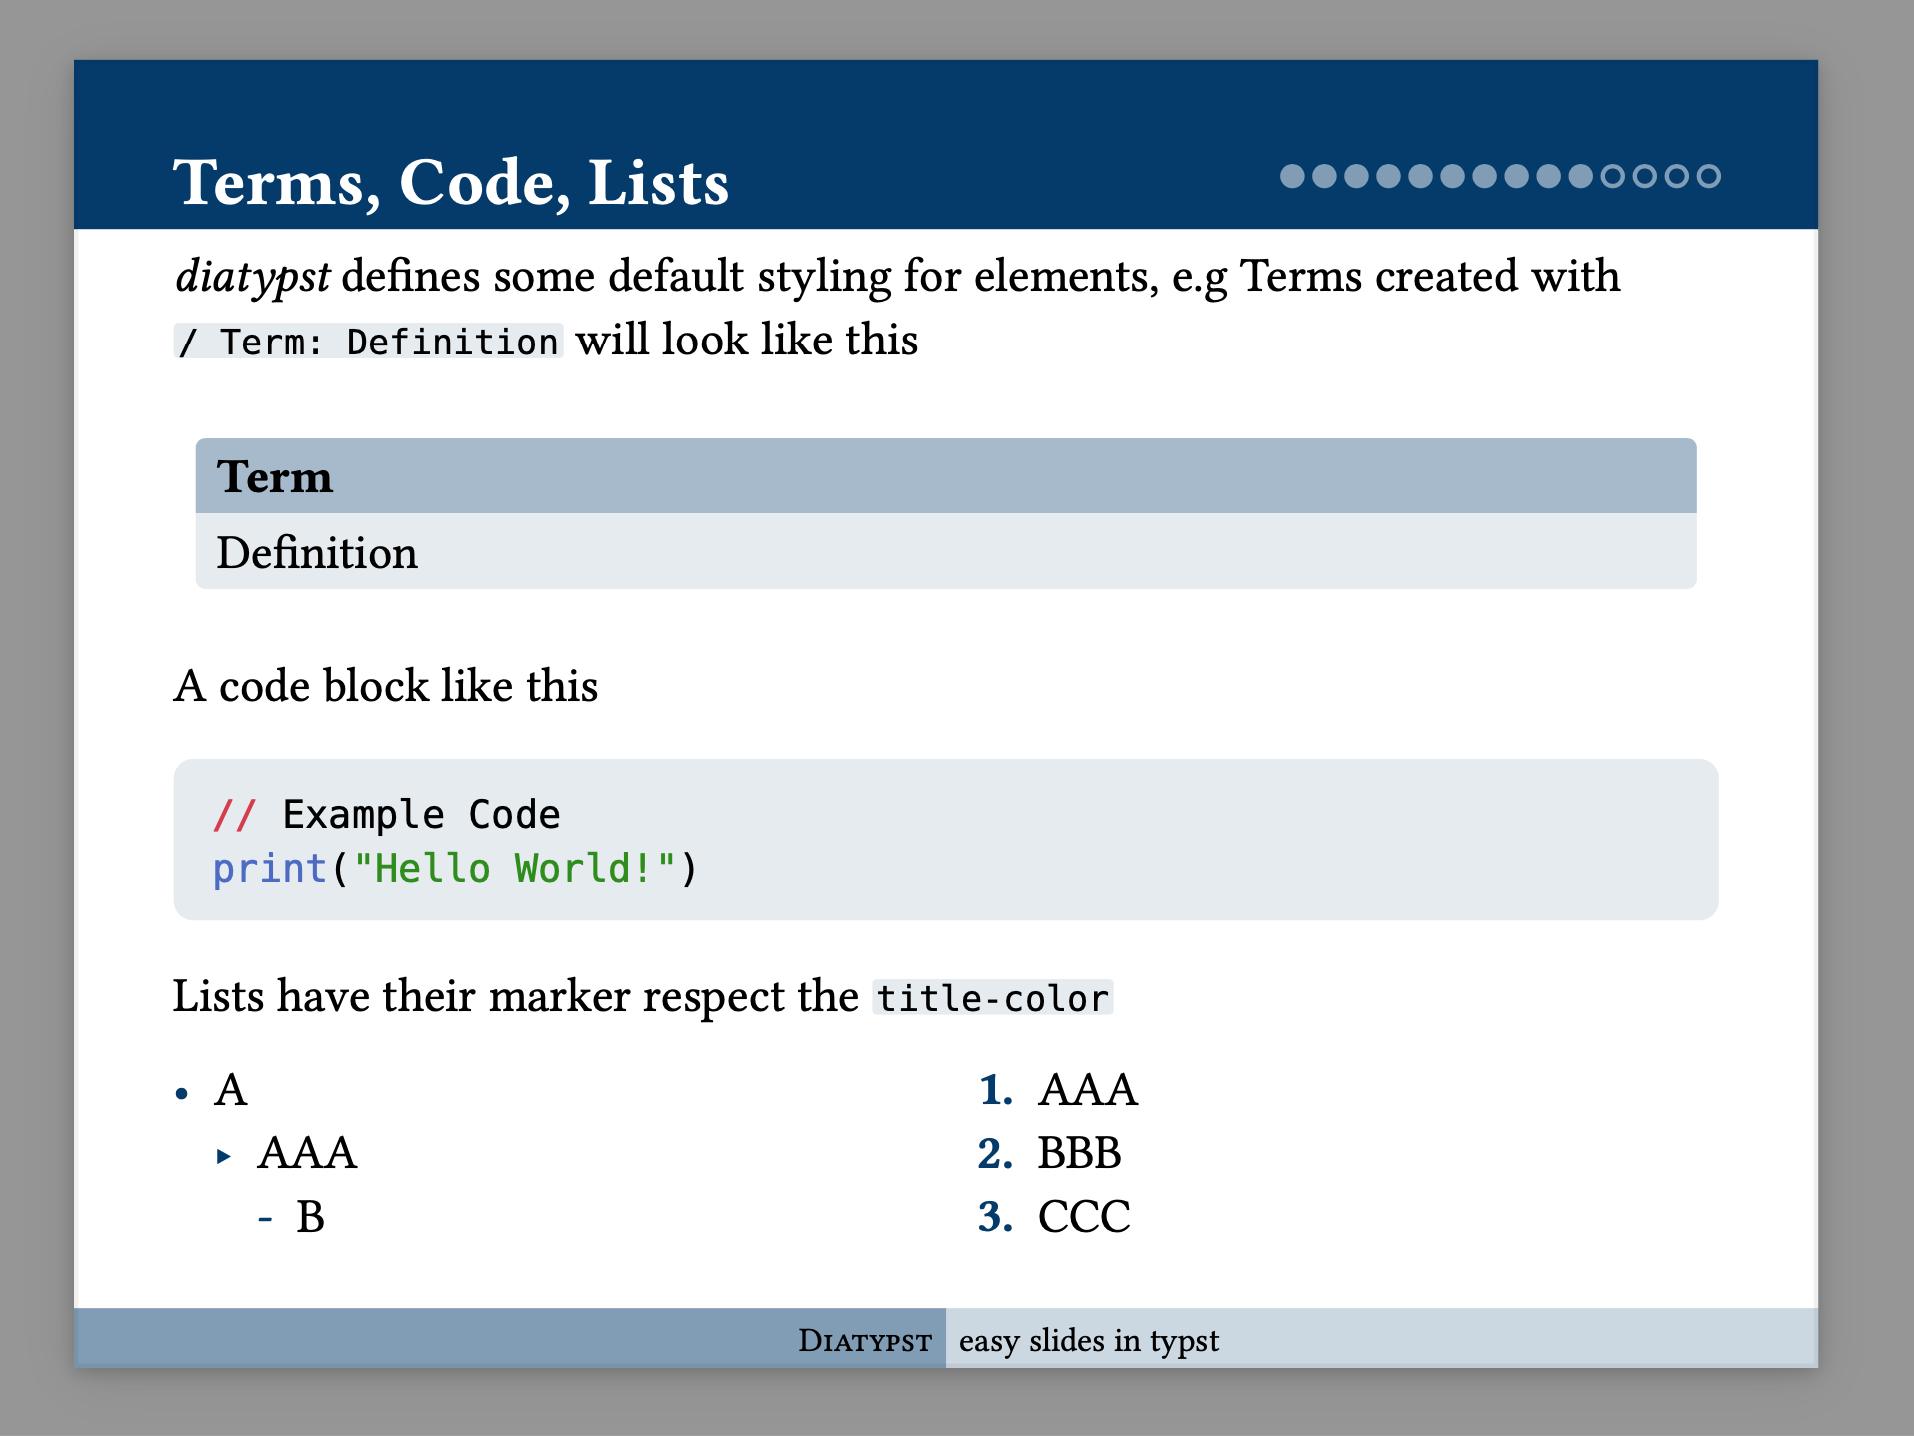 Terms, Code, Lists
diatypst defines some default styling for elements, e.g Terms created with
/ Term: Definition will look like this
Term
Definition
A code block like this
// Example Code
print("Hello World!")
Lists have their marker respect the title-color
• A
‣ AAA
- B
1. AAA
2. BBB
3. CCC
Diatypst easy slides in typst